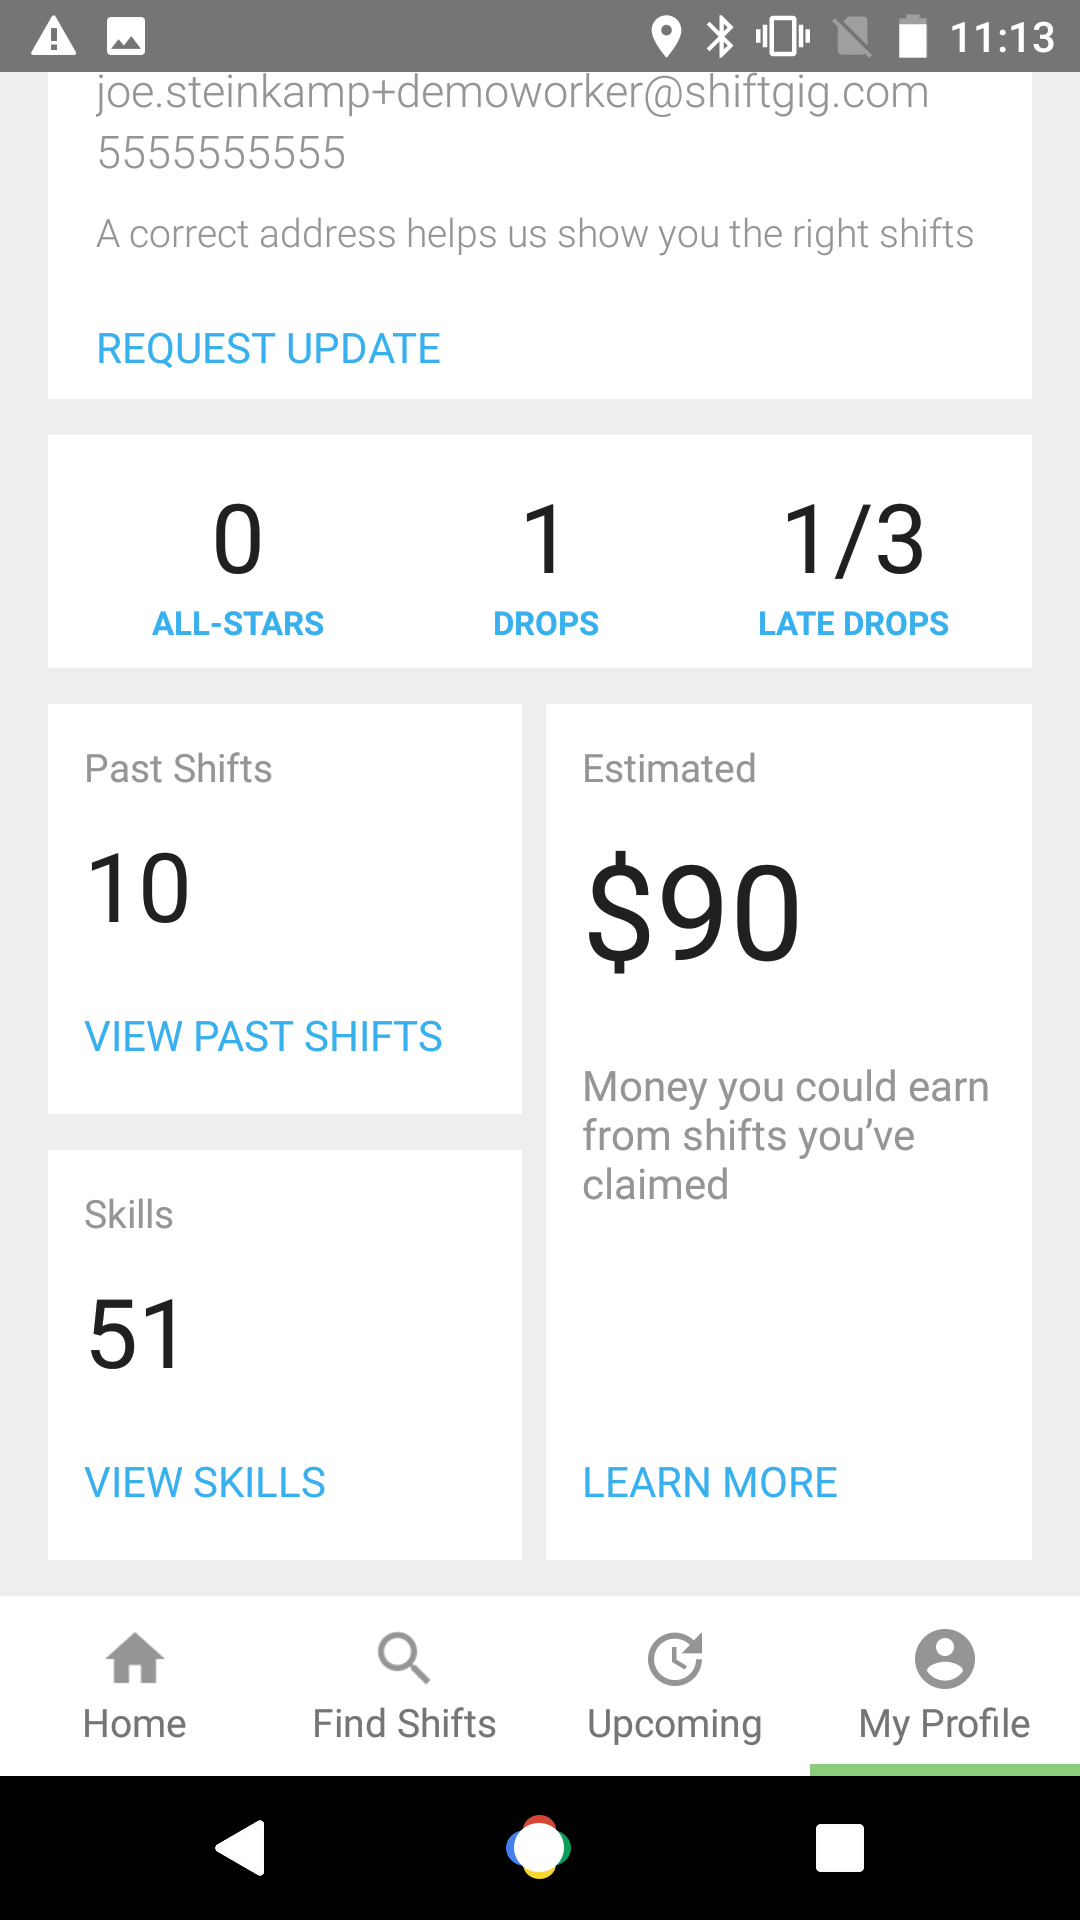 11:13
joe.steinkamp+demoworker@shiftgig.com
5555555555
A correct address helps us show you the right shifts
REQUEST UPDATE
0
ALL-STARS
1
DROPS
1/3
LATE DROPS
Past Shifts
10
VIEW PAST SHIFTS
Skills
51
VIEW SKILLS
Estimated
$90
Money you could earn
from shifts you’ve
claimed
LEARN MORE
Home
Find Shifts
Upcoming
My Profile